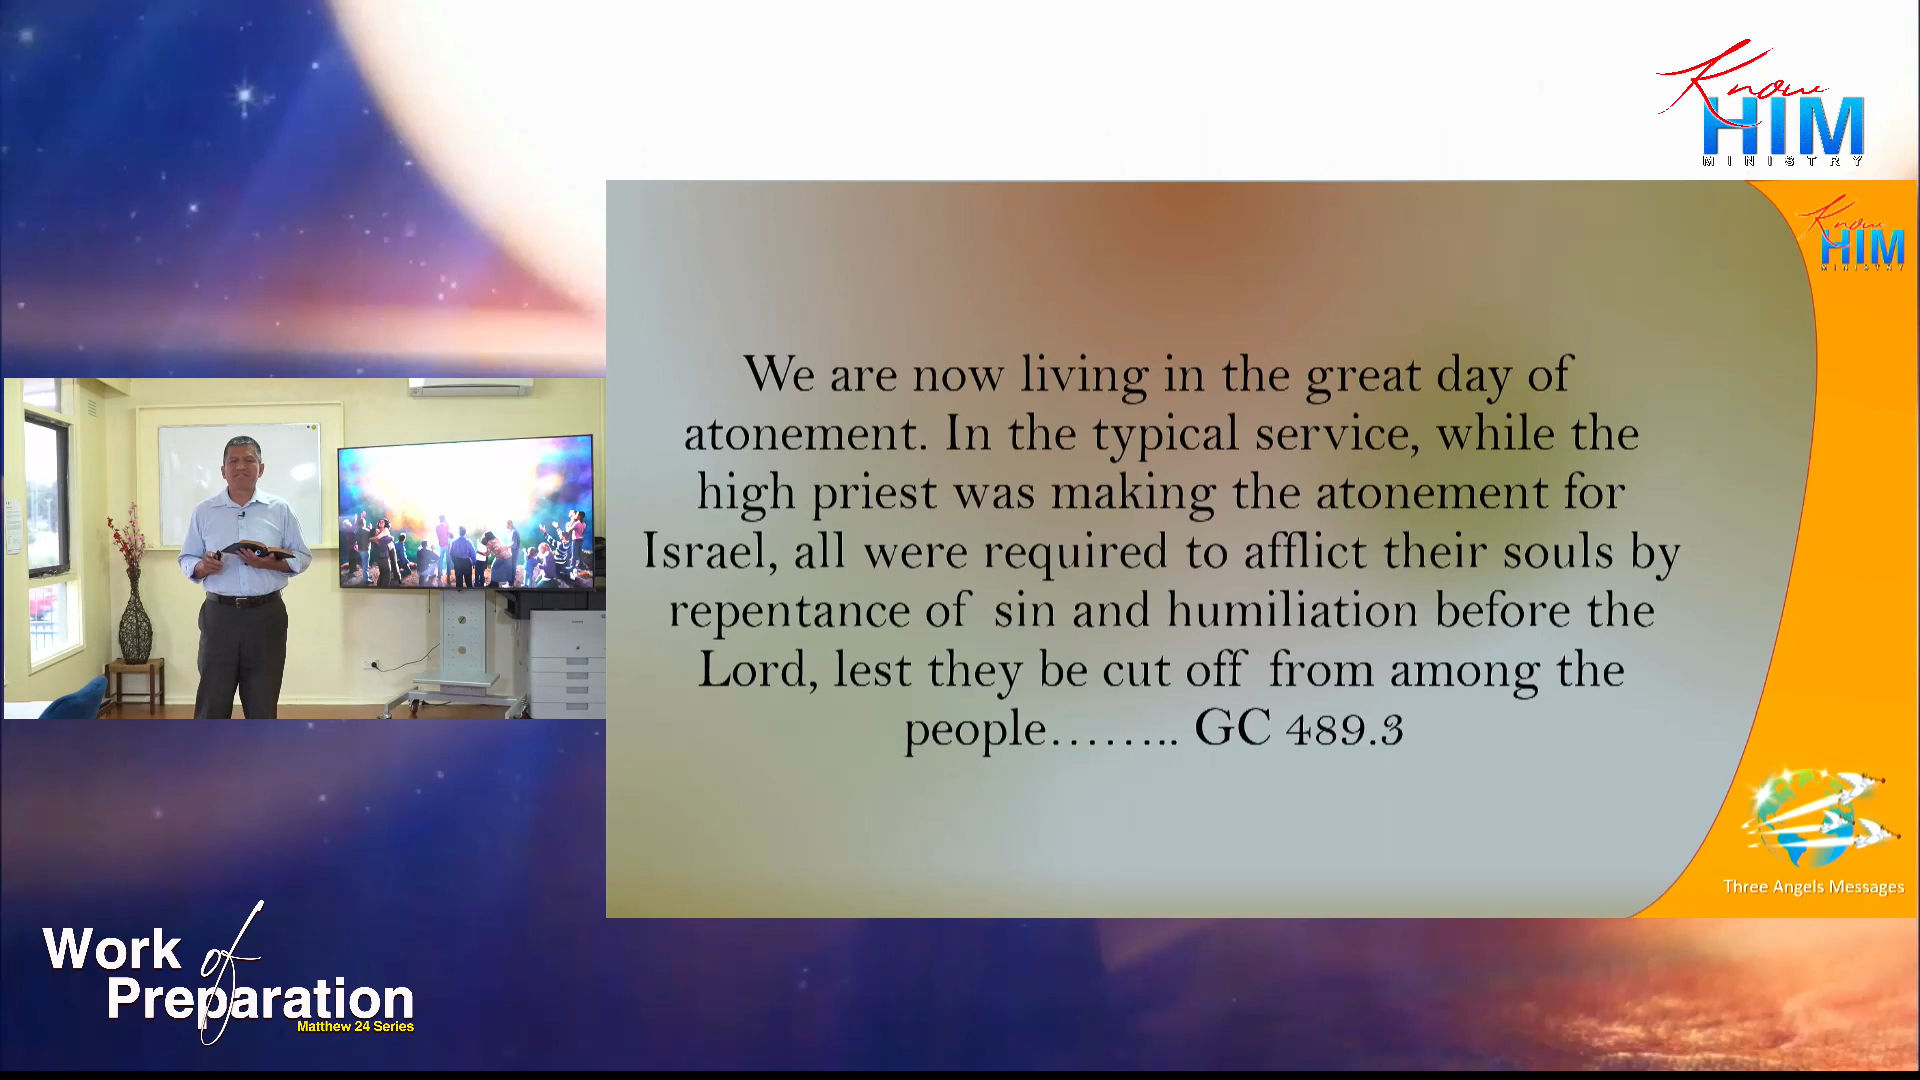 Know
HIM
MINISTRY
Know
HIM
MINISTRY
We are now living in the great day of
atonement. In the typical service, while the
high priest was making the atonement for
Israel, all were required to afflict their souls by
repentance of sin and humiliation before the
Lord, lest they be cut off from among the
people…….. GC 489.3
Three Angels Messages
Work of
Preparation
Matthew 24 Series